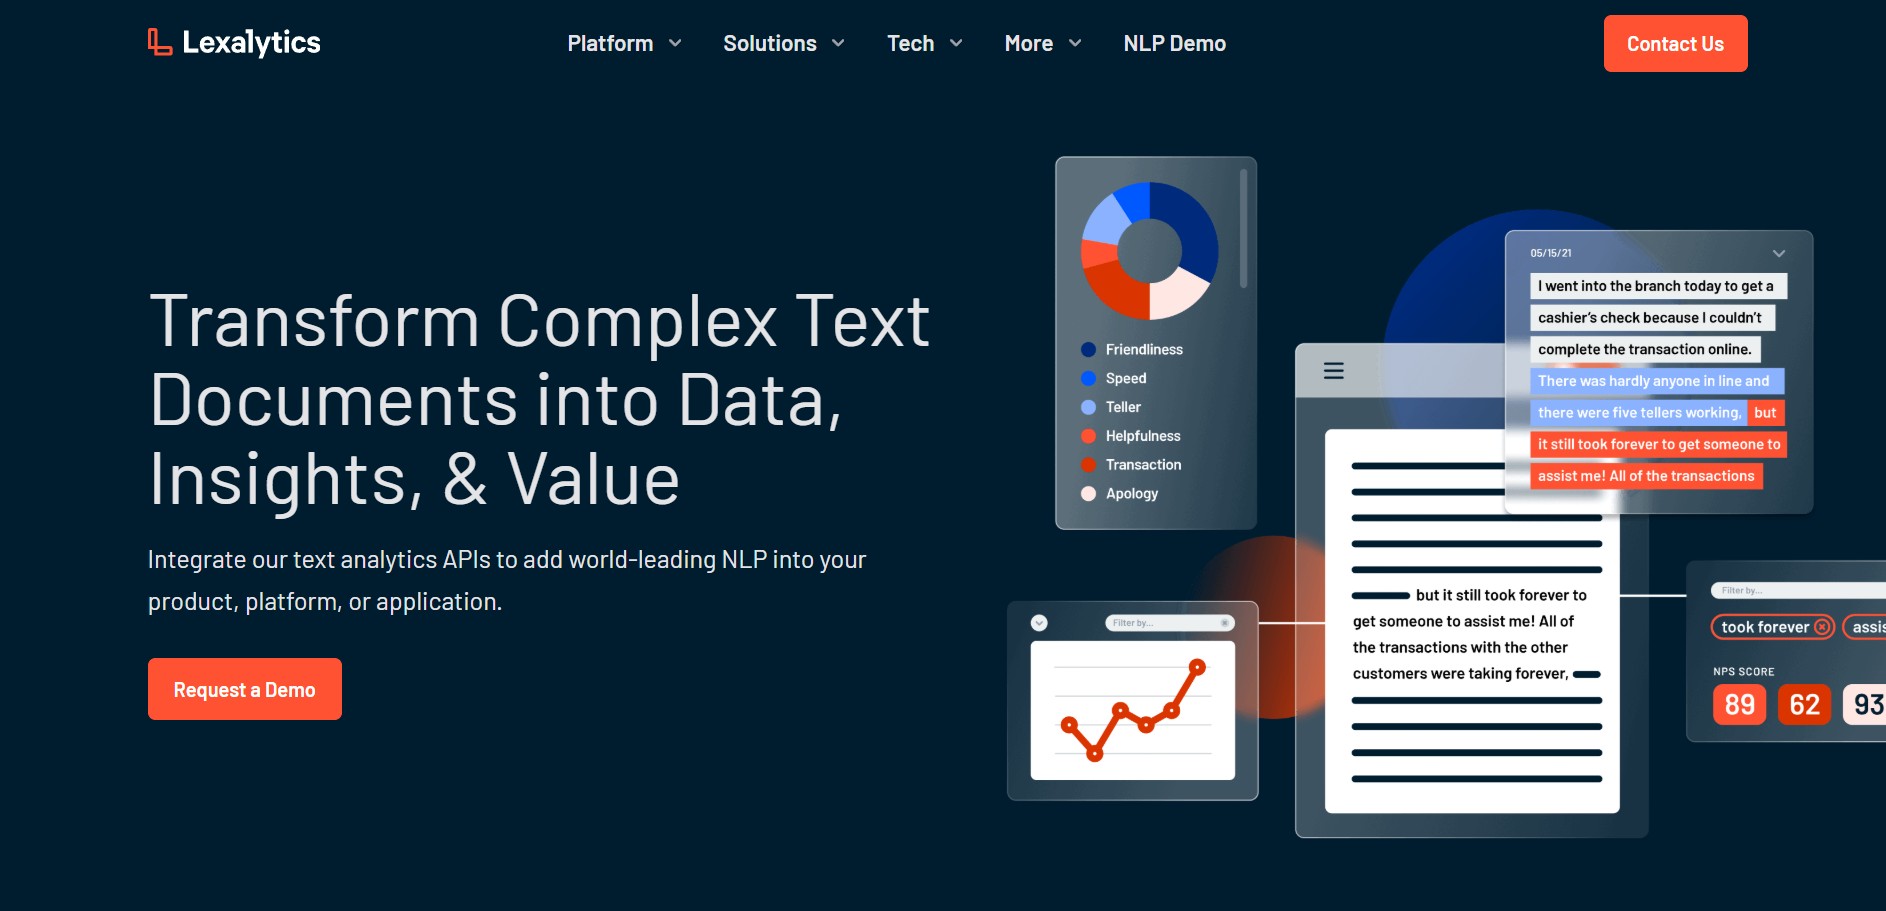 Lexalytics
Platform
Solutions
Tech
More
NLP Demo
Contact Us
Transform Complex Text
Documents into Data,
Insights, & Value
Integrate our text analytics APIs to add world-leading NLP into your
product, platform, or application.
Request a Demo
Friendliness
Speed
Teller
Helpfulness
Transaction
Apology
05/15/21
I went into the branch today to get a
cashier's check because I couldn't
complete the transaction online.
There was hardly anyone in line and
there were five tellers working, but
it still took forever to get someone to
assist me! All of the transactions
but it still took forever to
get someone to assist me! All of
the transactions with the other
customers were taking forever,
Filter by...
Filter by...
took forever
assis
NPS SCORE
89
62
93